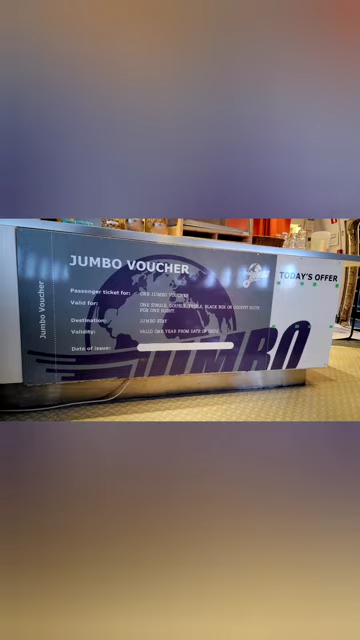 JUMBO VOUCHER
TODAY'S OFFER
Jumbo Voucher
Passenger ticket for: ONE JUMBO VOUCHER
Valid for: ONE SINGLE, DOUBLE, TRIPLE, BLACK BOX OR COCKPIT SUITE
FOR ONE NIGHT
Destination: JUMBO STAY
Validity: VALID ONE YEAR FROM DATE OF ISSUE
Date of issue:
JUMBO